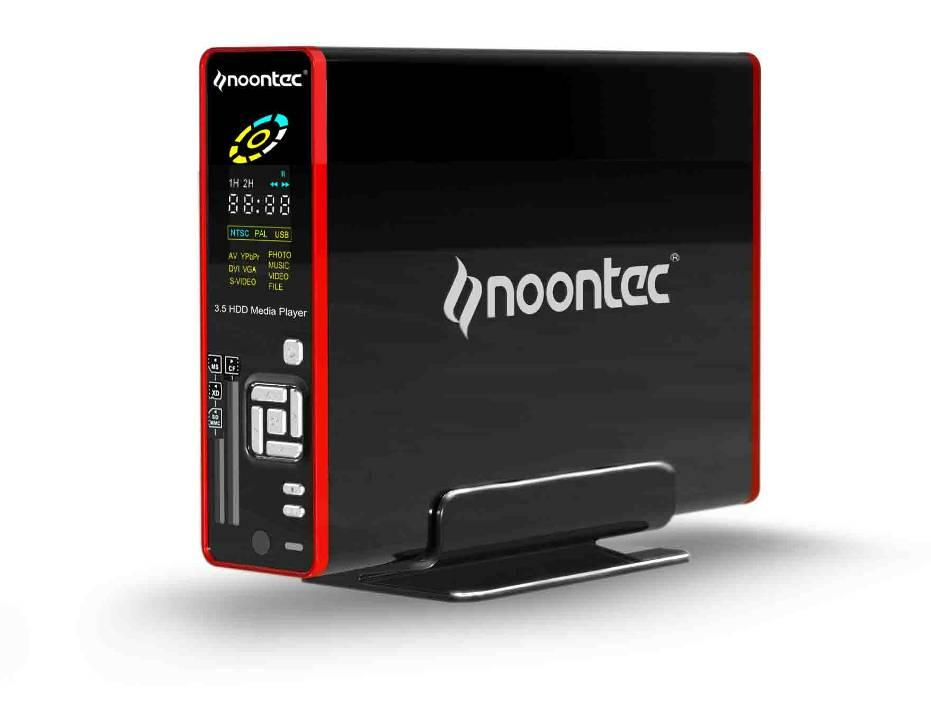 noontec®
1H 2H
88:88
NTSC PAL USB
AV YPbPr PHOTO
DVI VGA MUSIC
S-VIDEO VIDEO
FILE
3.5 HDD Media Player
MS CF
XD
SD
MMC
noontec®